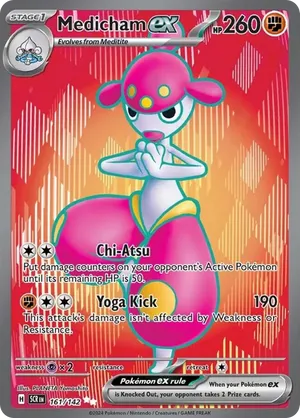 STAGE 1 Medicham ex HP 260
Evolves from Meditite
Chi-Atsu
Put damage counters on your opponent's Active Pokémon
until its remaining HP is 50.
Yoga Kick 190
This attack's damage isn't affected by Weakness
or Resistance.
weakness × 2 resistance retreat
Illus. PLANETA Yamashita
Pokémon ex rule
When your Pokémon ex
is Knocked Out, your opponent takes 2 Prize cards.
H SCR EN 161/142
©2024 Pokémon / Nintendo / Creatures / GAME FREAK